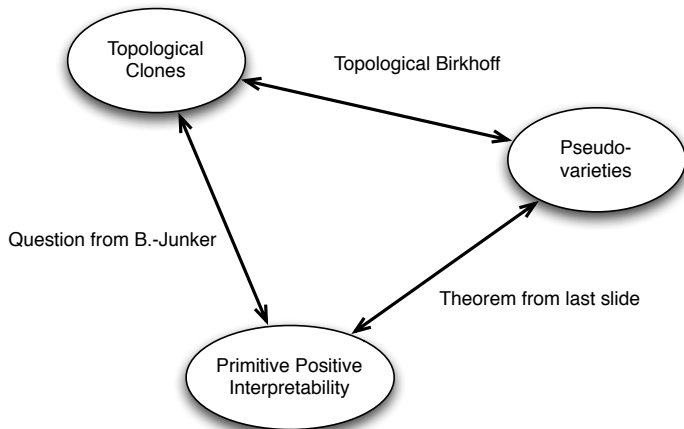 Topological
Clones
Topological Birkhoff
Pseudo-
varieties
Question from B.-Junker
Theorem from last slide
Primitive Positive
Interpretability